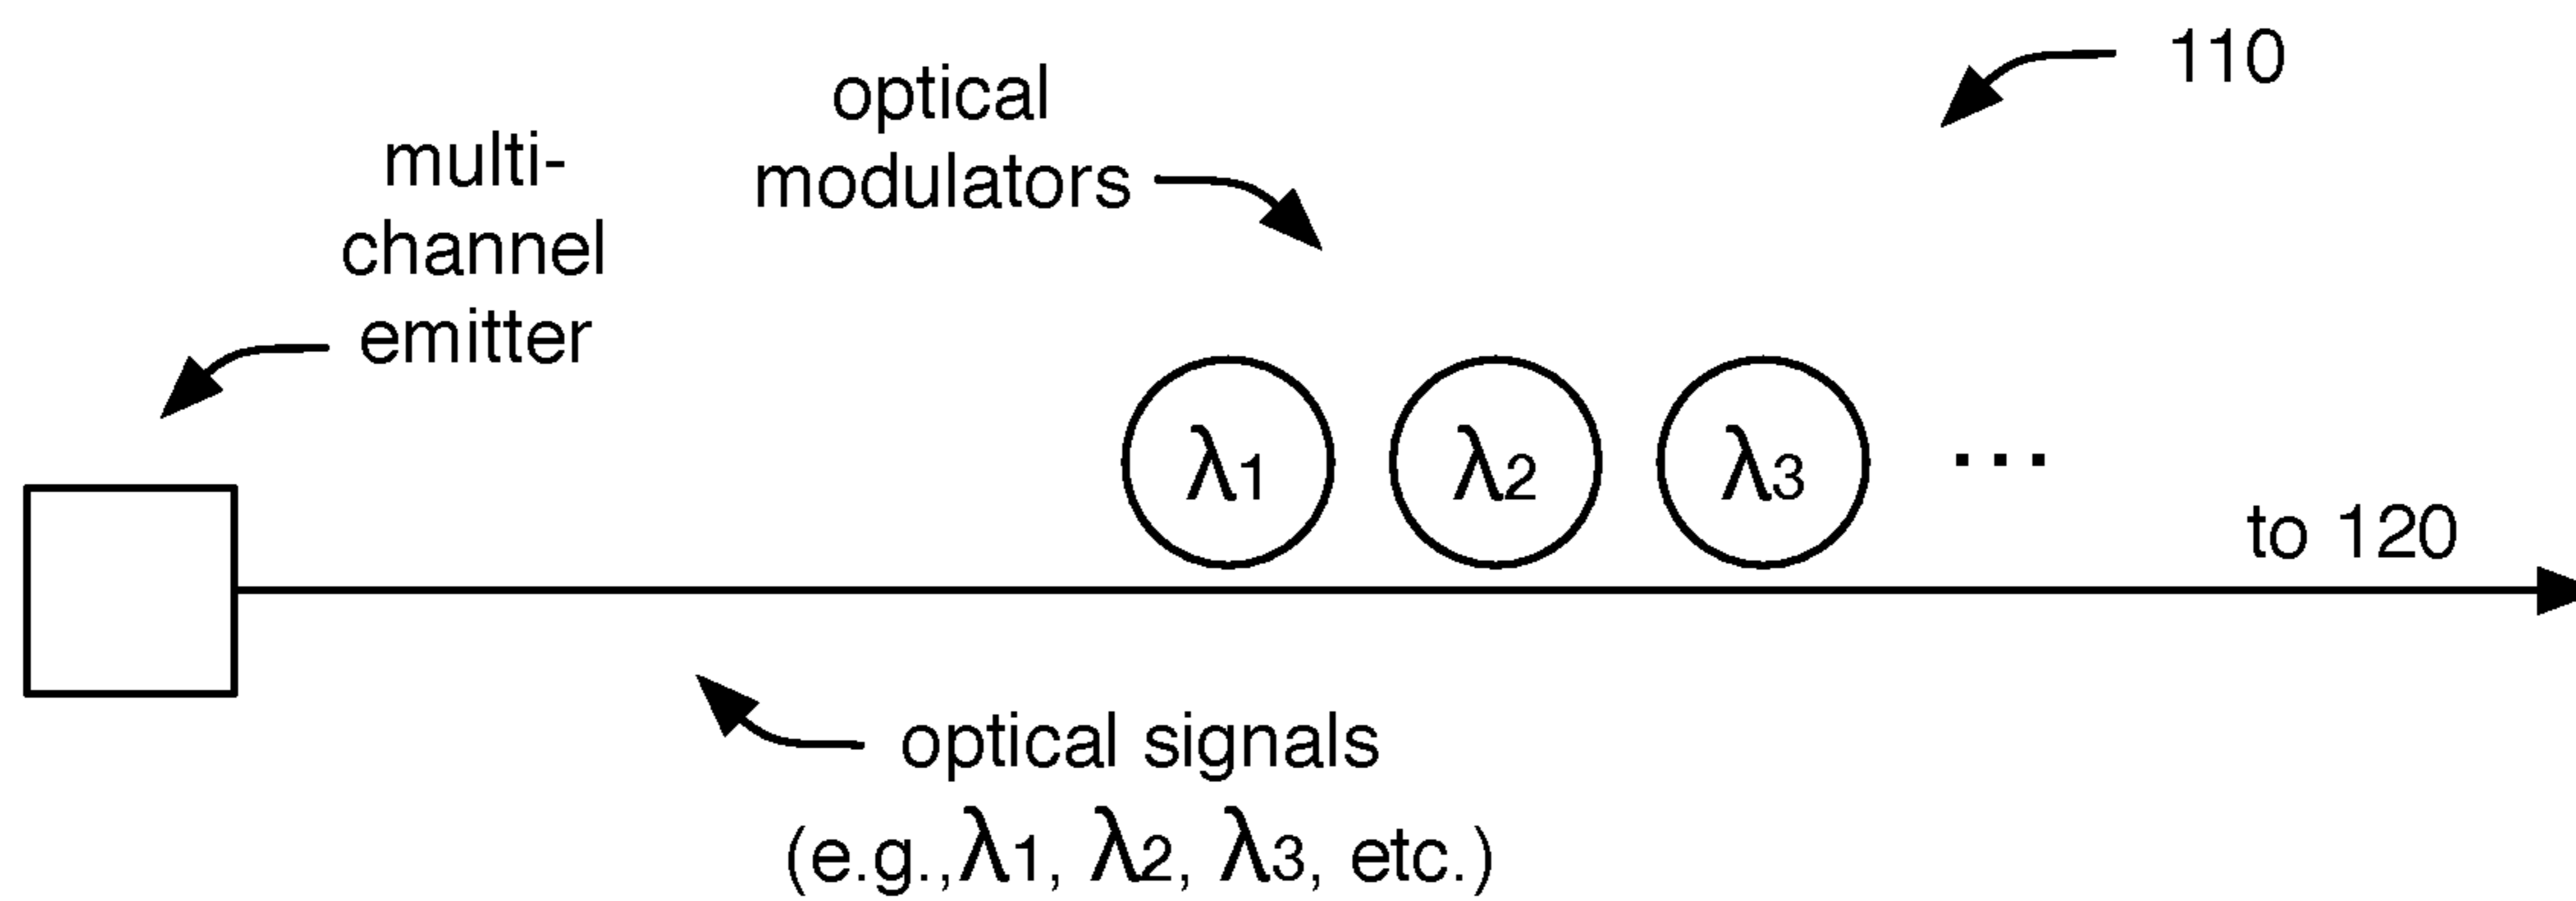 110
optical
modulators
multi-
channel
emitter
λ1
λ2
λ3
...
to 120
optical signals
(e.g.,λ1, λ2, λ3, etc.)